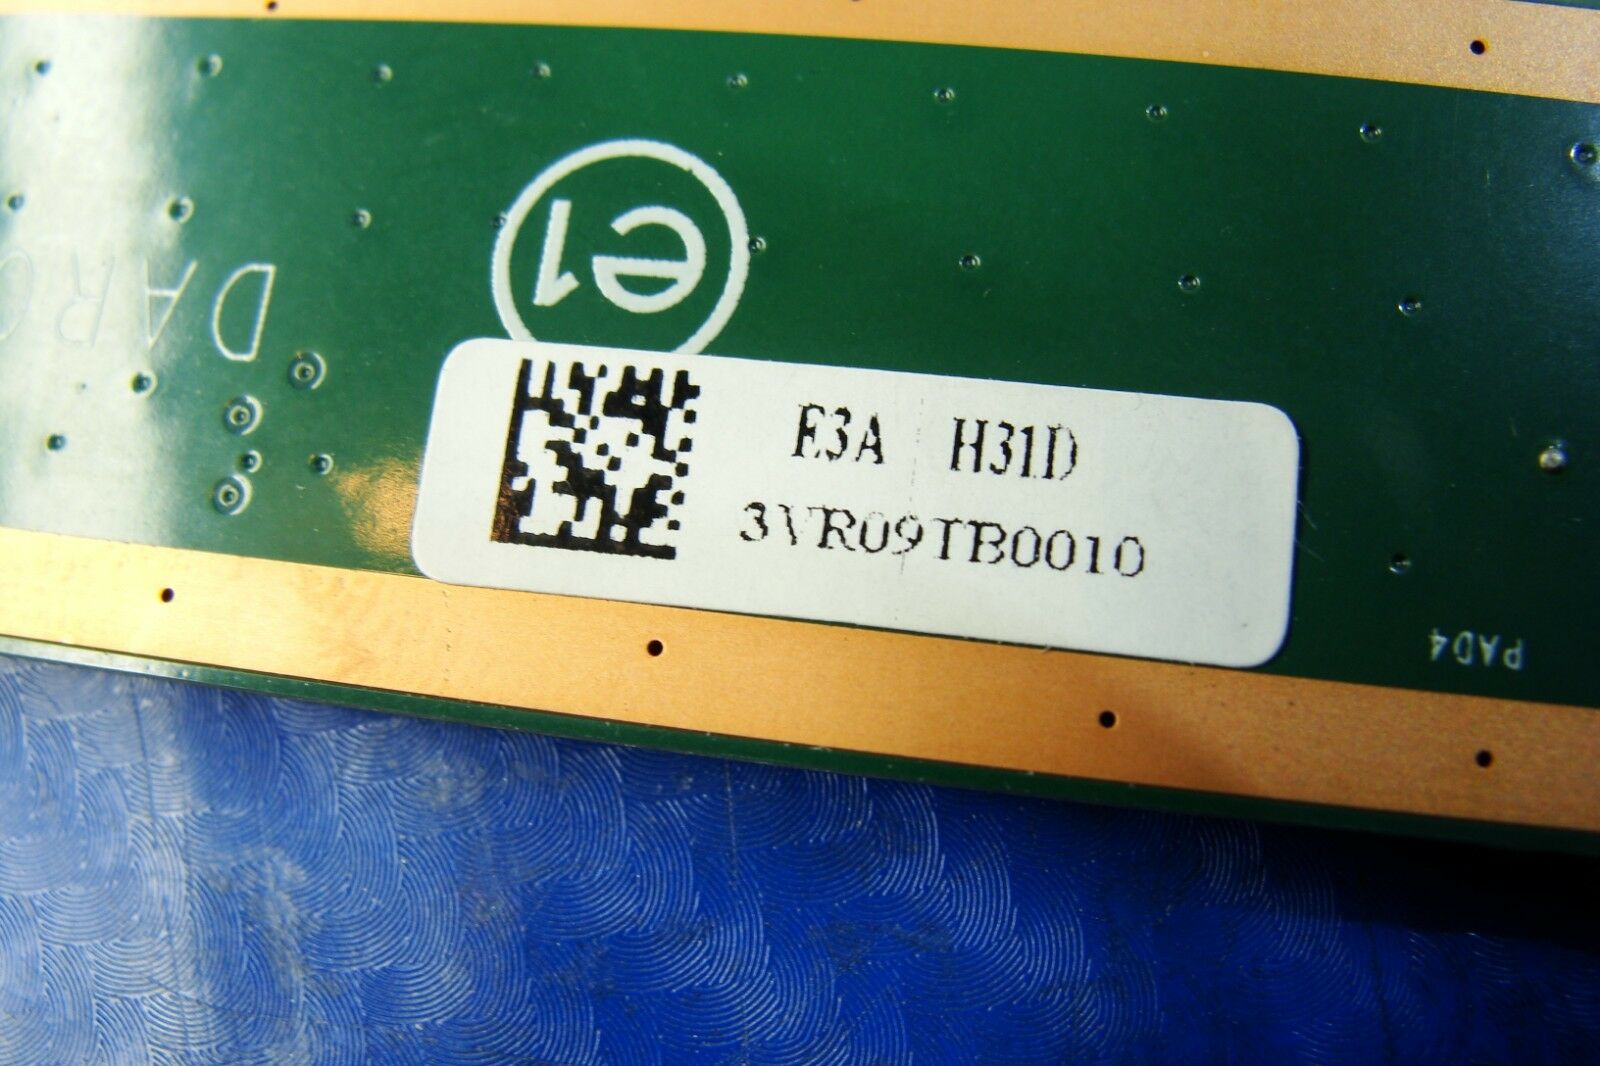 e1
E3A H31D
3VR09TB0010
PAD4